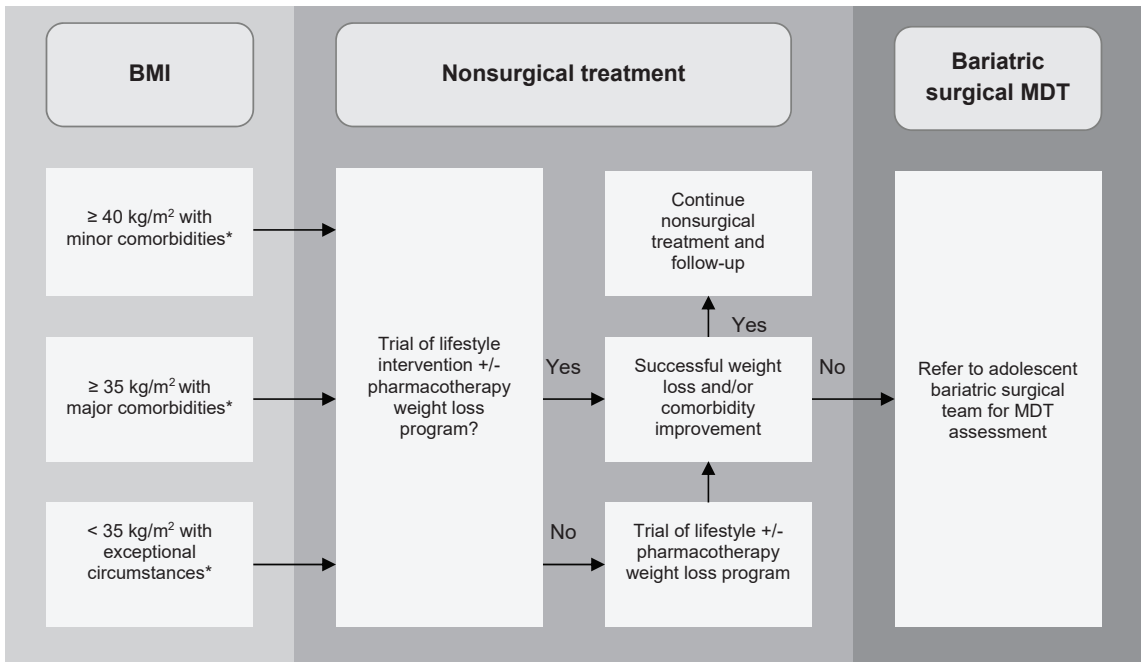 BMI
Nonsurgical treatment
Bariatric
surgical MDT
≥ 40 kg/m² with
minor comorbidities*
≥ 35 kg/m² with
major comorbidities*
< 35 kg/m² with
exceptional
circumstances*
Trial of lifestyle
intervention +/-
pharmacotherapy
weight loss
program?
Yes
No
Continue
nonsurgical
treatment and
follow-up
Yes
Successful weight
loss and/or
comorbidity
improvement
No
Trial of lifestyle +/-
pharmacotherapy
weight loss program
Refer to adolescent
bariatric surgical
team for MDT
assessment